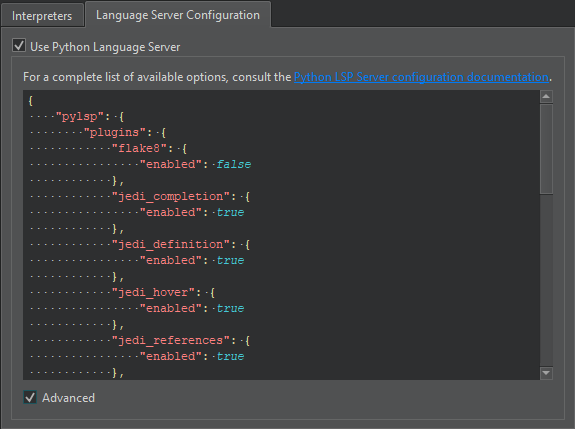 Interpreters Language Server Configuration
Use Python Language Server
For a complete list of available options, consult the Python LSP Server configuration documentation.
{
    "pylsp": {
        "plugins": {
            "flake8": {
                "enabled": false
            },
            "jedi_completion": {
                "enabled": true
            },
            "jedi_definition": {
                "enabled": true
            },
            "jedi_hover": {
                "enabled": true
            },
            "jedi_references": {
                "enabled": true
            },
Advanced